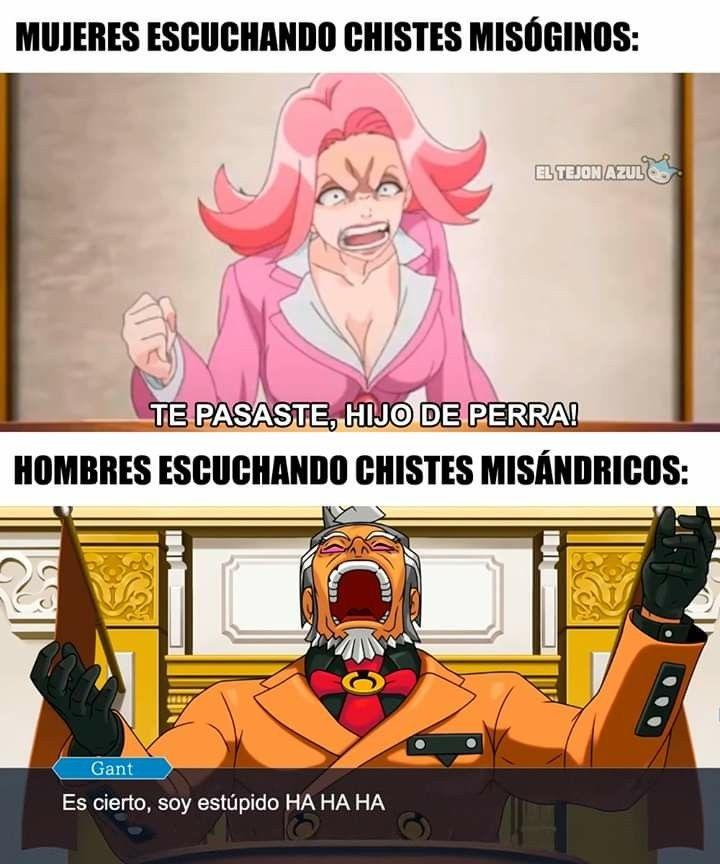 MUJERES ESCUCHANDO CHISTES MISÓGINOS:
EL TEJON AZUL
TE PASASTE, HIJO DE PERRA!
HOMBRES ESCUCHANDO CHISTES MISÁNDRICOS:
Gant
Es cierto, soy estúpido HA HA HA